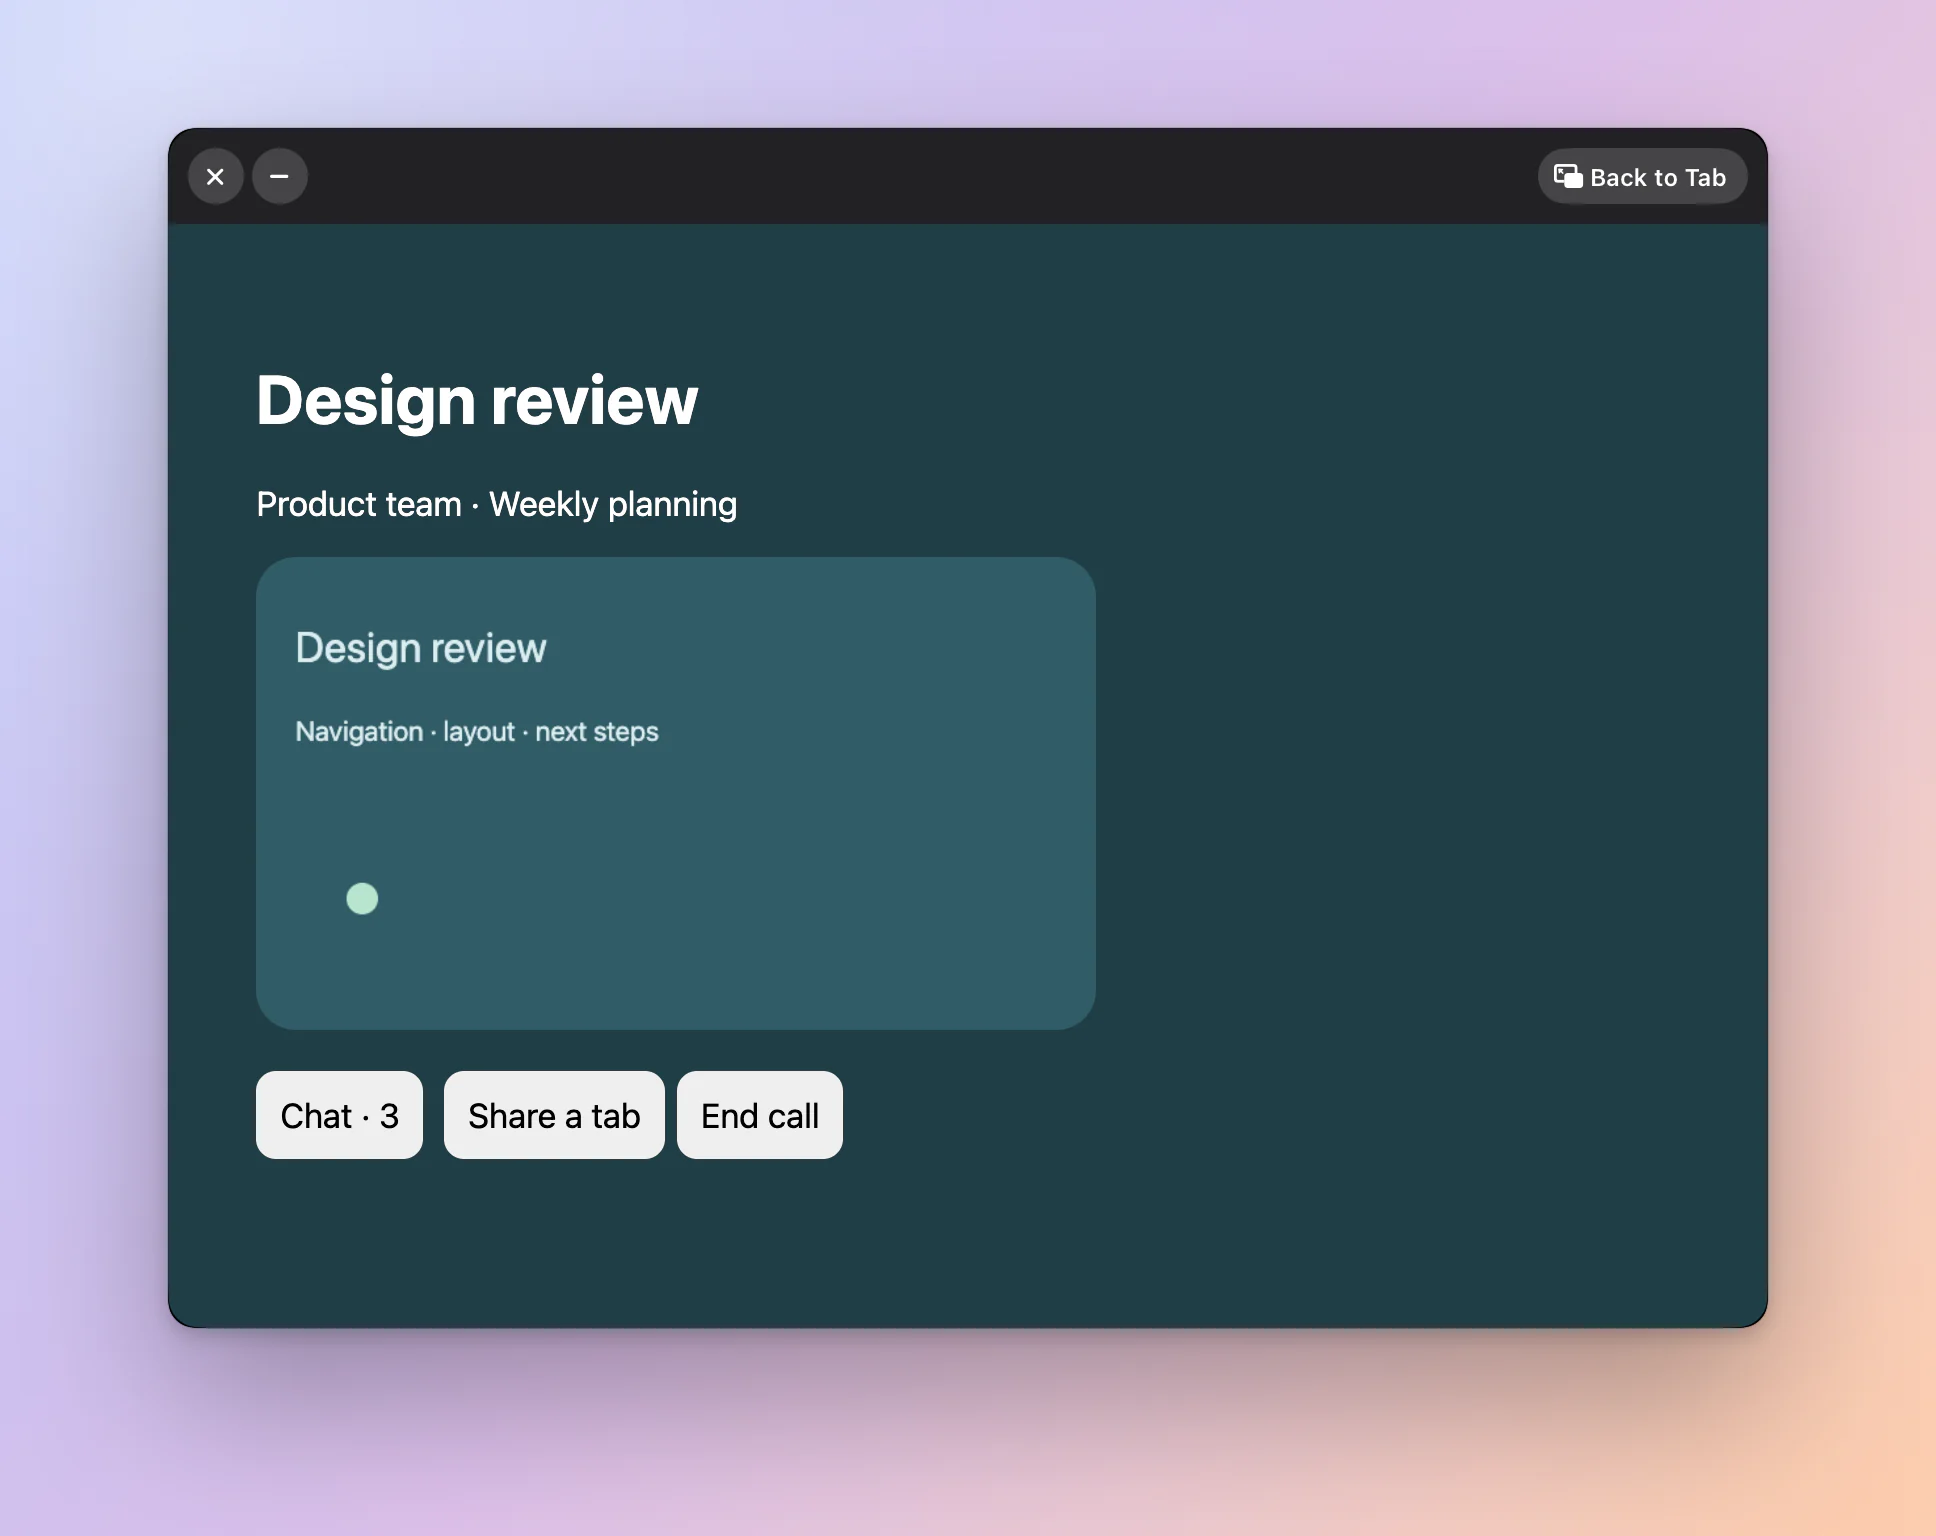 Back to Tab
Design review
Product team · Weekly planning
Design review
Navigation · layout · next steps
Chat · 3
Share a tab
End call